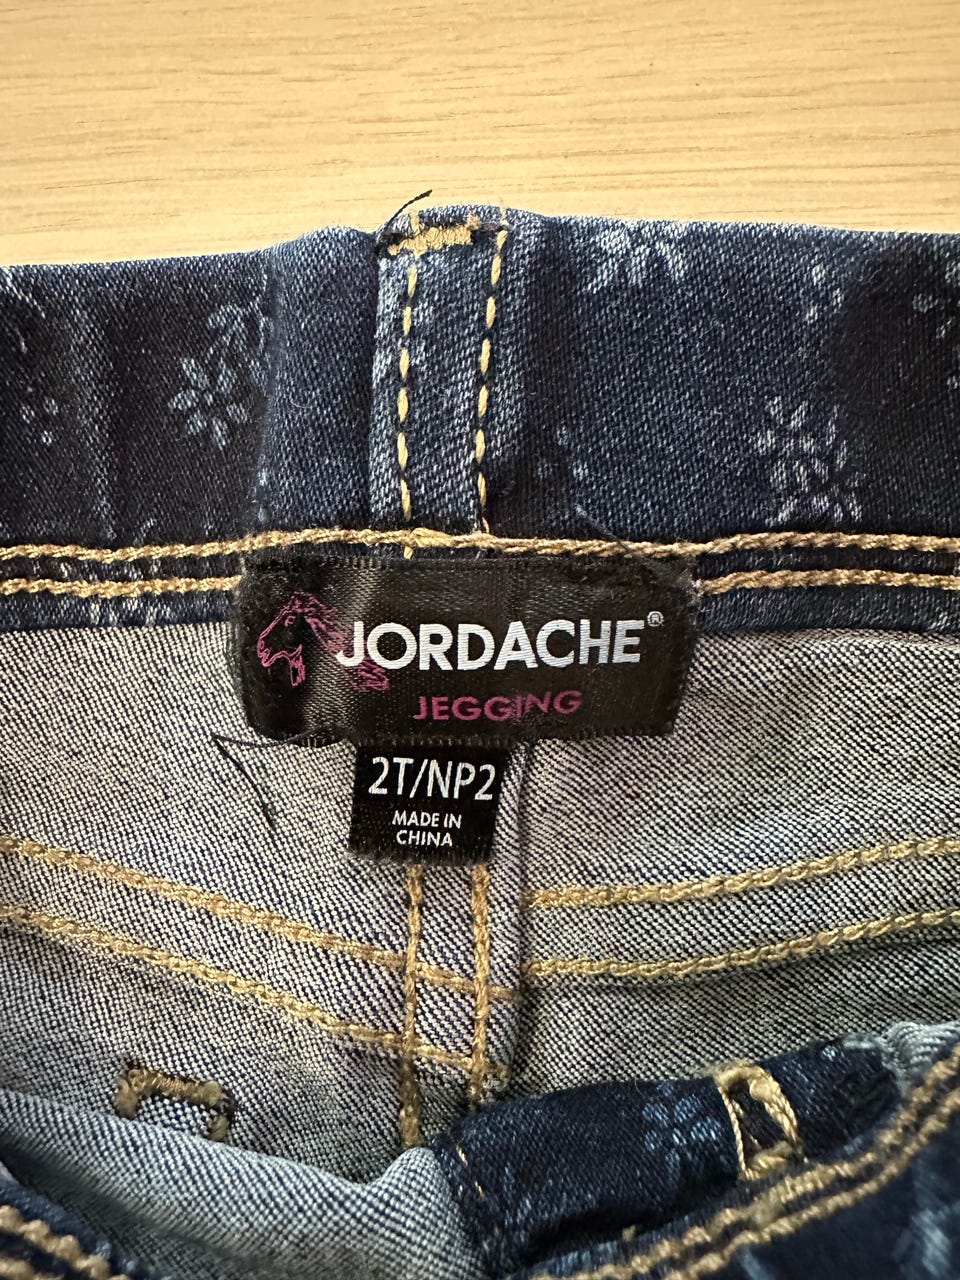 JORDACHE®
JEGGING
2T/NP2
MADE IN
CHINA